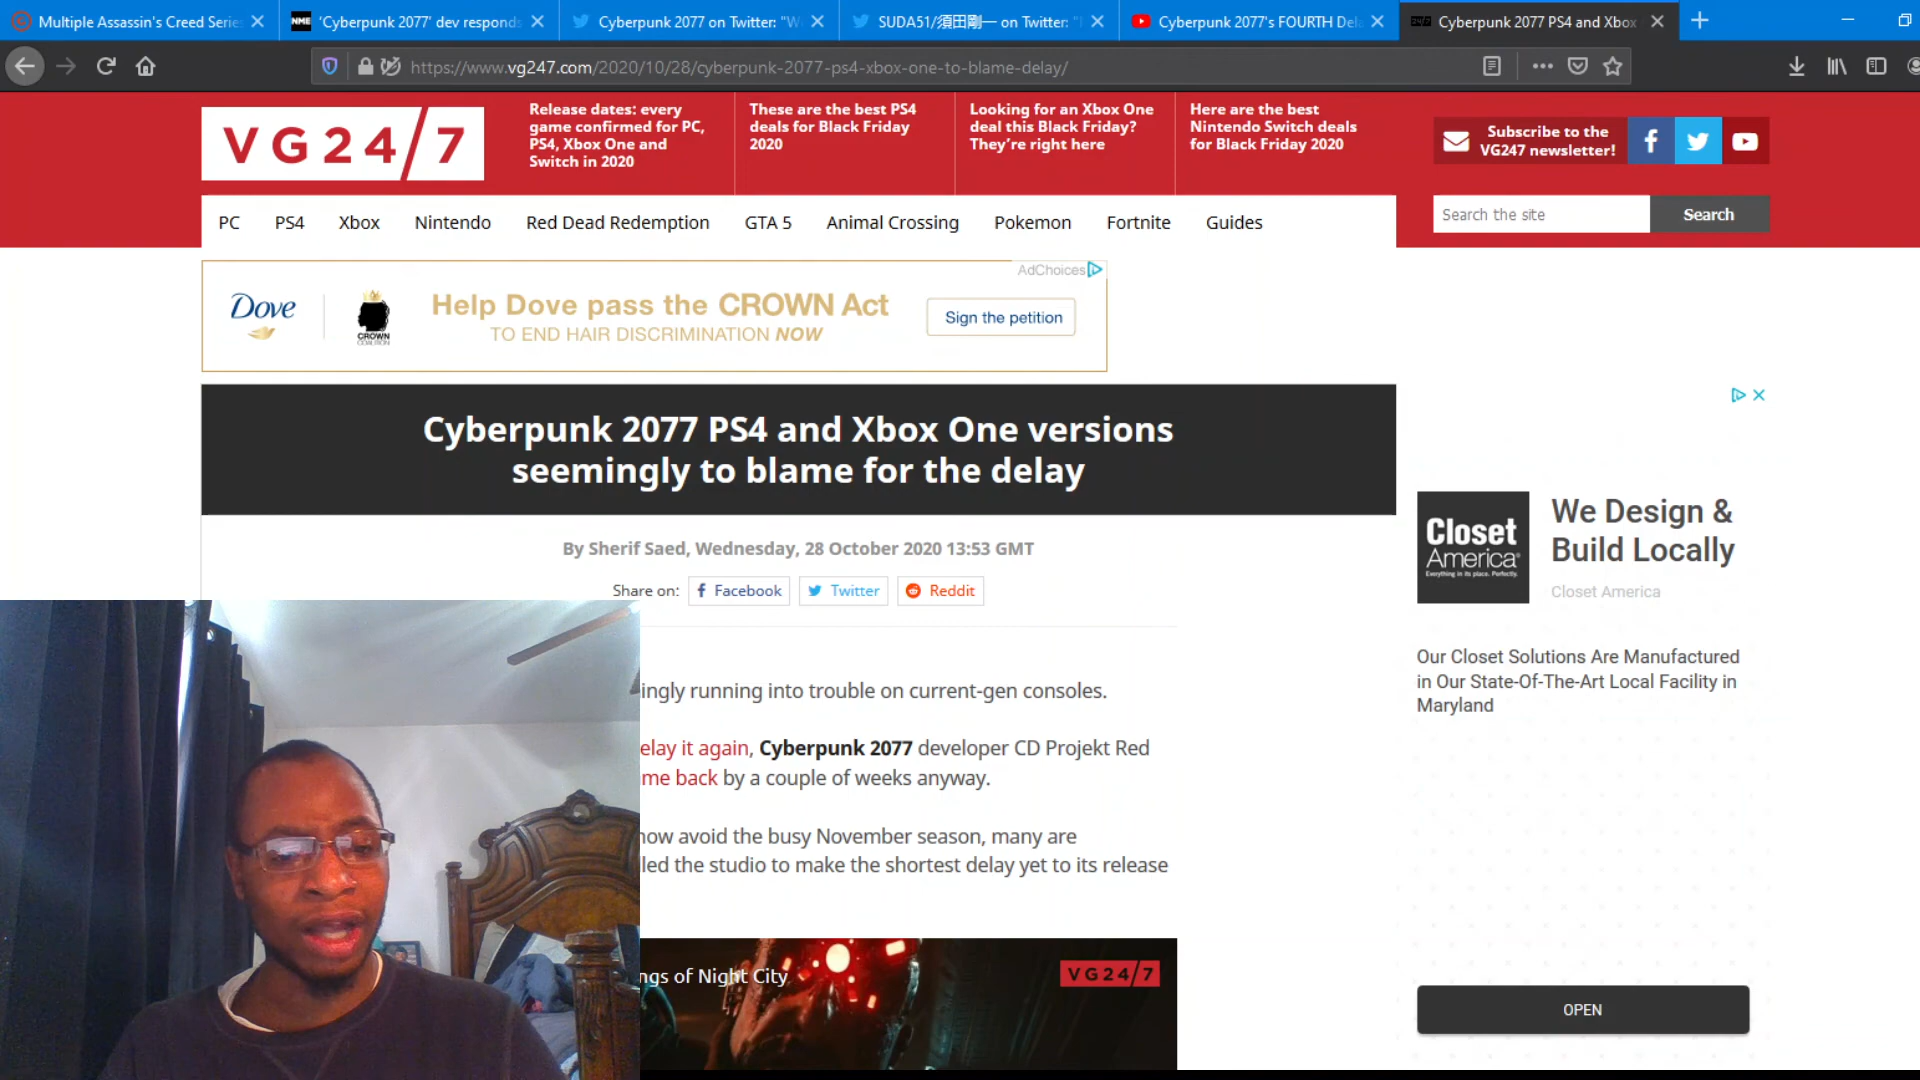 Multiple Assassin's Creed Serie
NME 'Cyberpunk 2077' dev responds
Cyberpunk 2077 on Twitter: "W
SUDA51/須田剛一 on Twitter: "
Cyberpunk 2077's FOURTH Del
Cyberpunk 2077 PS4 and Xbox
https://www.vg247.com/2020/10/28/cyberpunk-2077-ps4-xbox-one-to-blame-delay/
VG24/7
Release dates: every
game confirmed for PC,
PS4, Xbox One and
Switch in 2020
These are the best PS4
deals for Black Friday
2020
Looking for an Xbox One
deal this Black Friday?
They're right here
Here are the best
Nintendo Switch deals
for Black Friday 2020
Subscribe to the
VG247 newsletter!
PC PS4 Xbox Nintendo Red Dead Redemption GTA 5 Animal Crossing Pokemon Fortnite Guides
Search the site
Search
AdChoices
Dove
CROWN
COALITION
Help Dove pass the CROWN Act
TO END HAIR DISCRIMINATION NOW
Sign the petition
Cyberpunk 2077 PS4 and Xbox One versions
seemingly to blame for the delay
By Sherif Saed, Wednesday, 28 October 2020 13:53 GMT
Share on: Facebook Twitter Reddit
ingly running into trouble on current-gen consoles.
elay it again, Cyberpunk 2077 developer CD Projekt Red
me back by a couple of weeks anyway.
now avoid the busy November season, many are
led the studio to make the shortest delay yet to its release
ngs of Night City
VG24/7
Closet
America
Everything in its place. Perfectly.
We Design &
Build Locally
Closet America
Our Closet Solutions Are Manufactured
in Our State-Of-The-Art Local Facility in
Maryland
OPEN